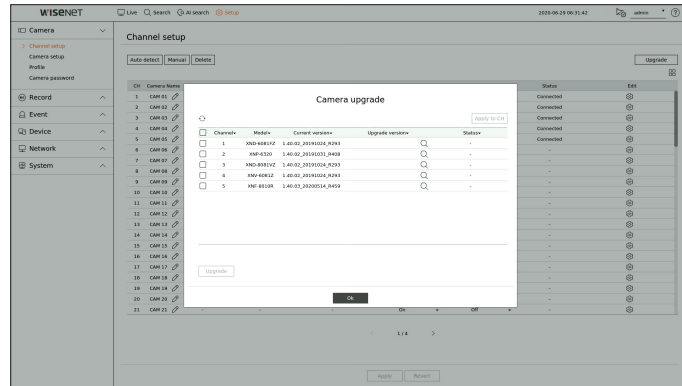 WISENET
Live Search AI search Setup 2020-06-29 06:31:42 admin
Camera
Channel setup
Camera setup
Profile
Camera password
Record
Event
Device
Network
System
Channel setup
Auto detect Manual Delete Upgrade
CH Camera Name Status Edit
1 CAM 01 Connected
2 CAM 02 Connected
3 CAM 03 Connected
4 CAM 04 Connected
5 CAM 05 Connected
6 CAM 06 -
7 CAM 07 -
8 CAM 08 -
9 CAM 09 -
10 CAM 10 -
11 CAM 11 -
12 CAM 12 -
13 CAM 13 -
14 CAM 14 -
15 CAM 15 -
16 CAM 16 -
17 CAM 17 -
18 CAM 18 -
19 CAM 19 -
20 CAM 20 -
21 CAM 21 - - - On Off -
Camera upgrade
Apply to CH
Channel Model Current version Upgrade version Status
1 XND-6081FZ 1.40.02_20191024_R293 -
2 XNP-6320 1.40.02_20191031_R408 -
3 XND-8081VZ 1.40.02_20191024_R293 -
4 XNV-6081Z 1.40.02_20191024_R293 -
5 XNF-8010R 1.40.03_20200514_R459 -
Upgrade
Ok
1 / 4
Apply Revert